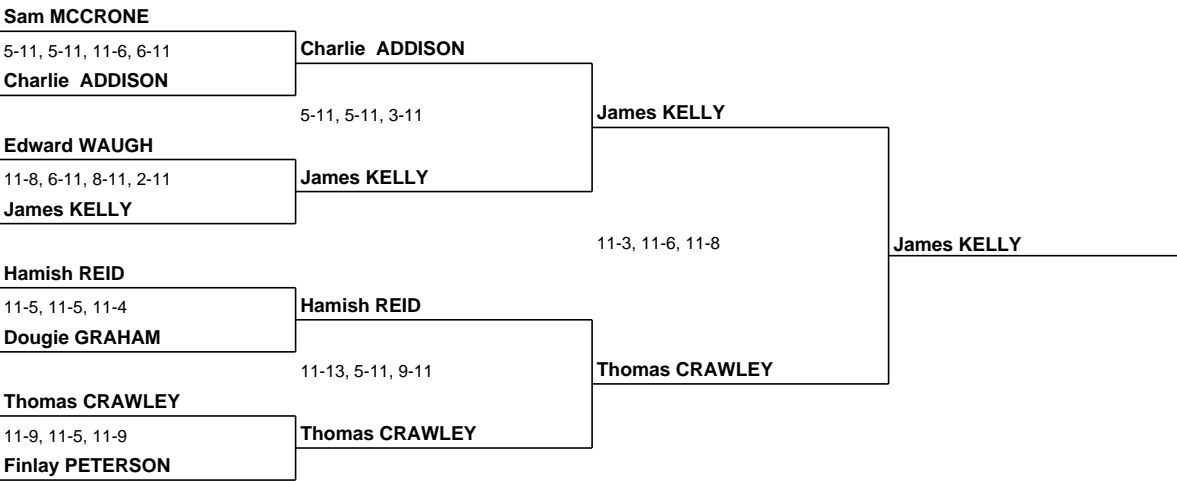 Sam MCCRONE
5-11, 5-11, 11-6, 6-11
Charlie  ADDISON
Charlie  ADDISON
5-11, 5-11, 3-11
James KELLY
Edward WAUGH
11-8, 6-11, 8-11, 2-11
James KELLY
James KELLY
11-3, 11-6, 11-8
James KELLY
Hamish REID
11-5, 11-5, 11-4
Dougie GRAHAM
Hamish REID
11-13, 5-11, 9-11
Thomas CRAWLEY
Thomas CRAWLEY
11-9, 11-5, 11-9
Finlay PETERSON
Thomas CRAWLEY